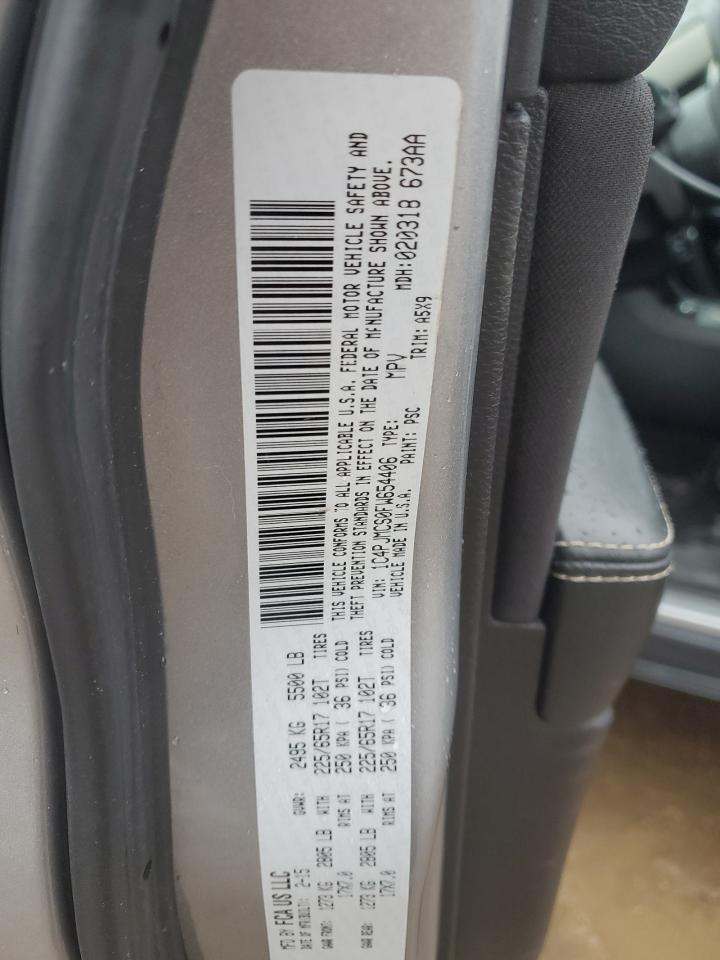 MFD BY FCA US LLC
DATE OF MFR(BUILT): 2-15 GVWR: 2495 KG 5500 LB
GAWR FRONT: 1273 KG 2805 LB WITH 225/65R17 102T TIRES
17X7.0 RIMS AT 250 KPA ( 36 PSI) COLD
GAWR REAR: 1273 KG 2805 LB WITH 225/65R17 102T TIRES
17X7.0 RIMS AT 250 KPA ( 36 PSI) COLD
THIS VEHICLE CONFORMS TO ALL APPLICABLE U.S.A. FEDERAL MOTOR VEHICLE SAFETY AND
THEFT PREVENTION STANDARDS IN EFFECT ON THE DATE OF MANUFACTURE SHOWN ABOVE.
VIN: 1C4PJMCS0FW654406 TYPE: MPV MDH:020318 673AA
VEHICLE MADE IN U.S.A. PAINT: PSC TRIM: A5X9